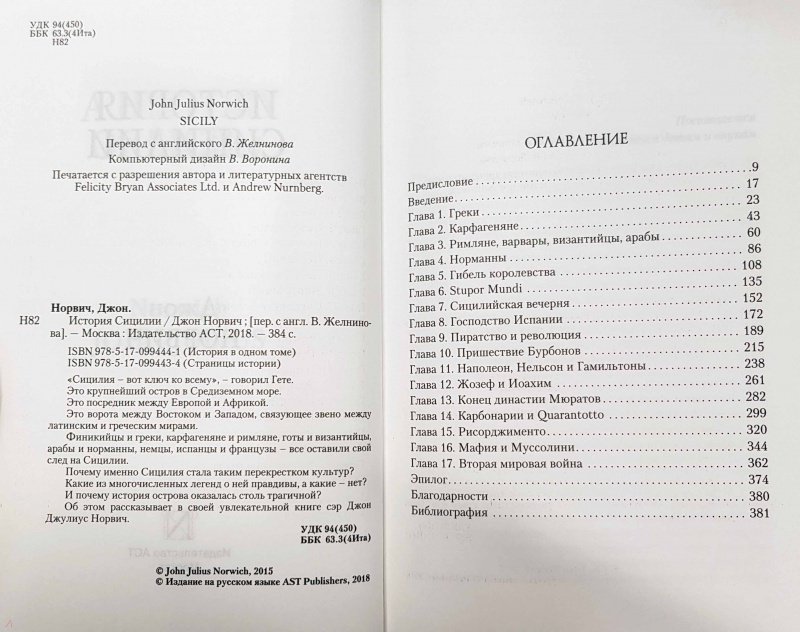 УДК 94(450)
ББК 63.3(4Ита)
Н82
John Julius Norwich
SICILY
Перевод с английского В. Желнинова
Компьютерный дизайн В. Воронина
Печатается с разрешения автора и литературных агентств
Felicity Bryan Associates Ltd. и Andrew Nurnberg.
Норвич, Джон.
Н82 История Сицилии / Джон Норвич ; [пер. с англ. В. Желнино-
ва]. – Москва : Издательство АСТ, 2018. – 384 с.
ISBN 978-5-17-099444-1 (История в одном томе)
ISBN 978-5-17-099443-4 (Страницы истории)
«Сицилия – вот ключ ко всему», – говорил Гете.
Это крупнейший остров в Средиземном море.
Это посредник между Европой и Африкой.
Это ворота между Востоком и Западом, связующее звено между
латинским и греческим мирами.
Финикийцы и греки, карфагеняне и римляне, готы и византийцы,
арабы и норманны, немцы, испанцы и французы – все оставили свой
след на Сицилии.
Почему именно Сицилия стала таким перекрестком культур?
Какие из многочисленных легенд о ней правдивы, а какие – нет?
И почему история острова оказалась столь трагичной?
Об этом рассказывает в своей увлекательной книге сэр Джон
Джулиус Норвич.
УДК 94(450)
ББК 63.3(4Ита)
© John Julius Norwich, 2015
© Издание на русском языке AST Publishers, 2018
ОГЛАВЛЕНИЕ
Предисловие 9
Введение 17
Глава 1. Греки 23
Глава 2. Карфагеняне 43
Глава 3. Римляне, варвары, византийцы, арабы 60
Глава 4. Норманны 86
Глава 5. Гибель королевства 108
Глава 6. Stupor Mundi 135
Глава 7. Сицилийская вечерня 152
Глава 8. Господство Испании 172
Глава 9. Пиратство и революция 189
Глава 10. Пришествие Бурбонов 215
Глава 11. Наполеон, Нельсон и Гамильтоны 238
Глава 12. Жозеф и Иоахим 261
Глава 13. Конец династии Мюратов 282
Глава 14. Карбонарии и Quarantotto 299
Глава 15. Рисорджименто 320
Глава 16. Мафия и Муссолини 344
Глава 17. Вторая мировая война 362
Эпилог 374
Благодарности 380
Библиография 381